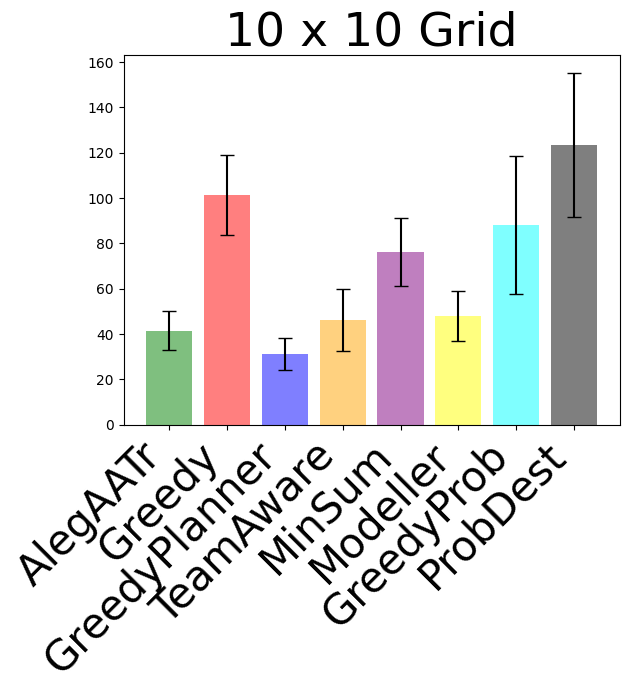 10 x 10 Grid
160
140
120
100
80
60
40
20
0
AlegAATr
Greedy
GreedyPlanner
TeamAware
MinSum
Modeller
GreedyProb
ProbDest